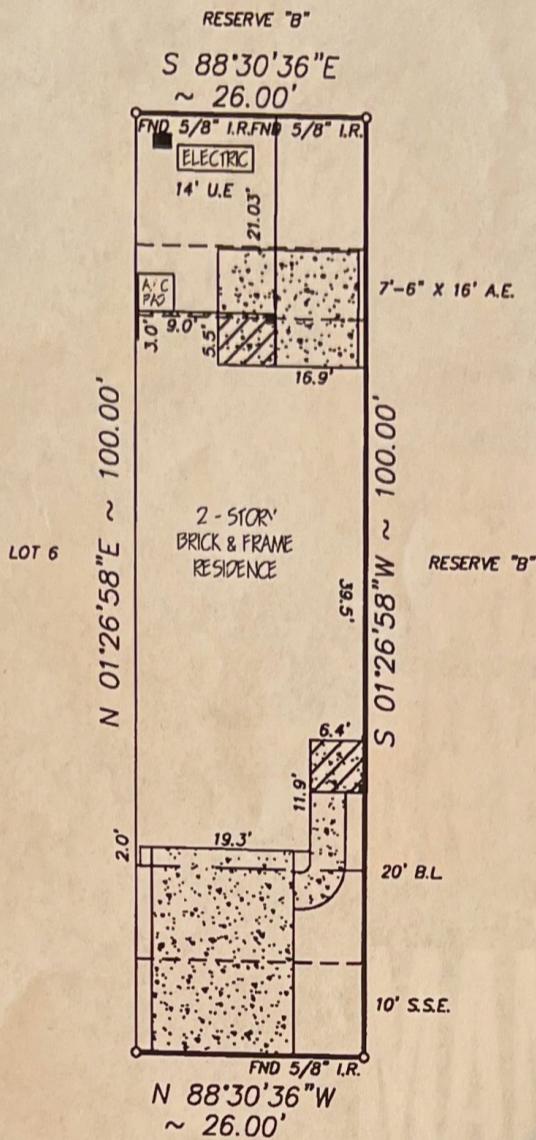 RESERVE "B"
S 88°30'36"E
~ 26.00'
FND 5/8" I.R.
FND 5/8" I.R.
ELECTRIC
14' U.E
21.03'
A/C
PAD
7'-6" X 16' A.E.
3.0'
9.0'
5.5'
16.9'
N 01°26'58"E ~ 100.00'
S 01°26'58"W ~ 100.00'
2 - STORY
BRICK & FRAME
RESIDENCE
LOT 6
RESERVE "B"
39.5'
6.4'
11.9'
2.0'
19.3'
20' B.L.
10' S.S.E.
FND 5/8" I.R.
N 88°30'36"W
~ 26.00'